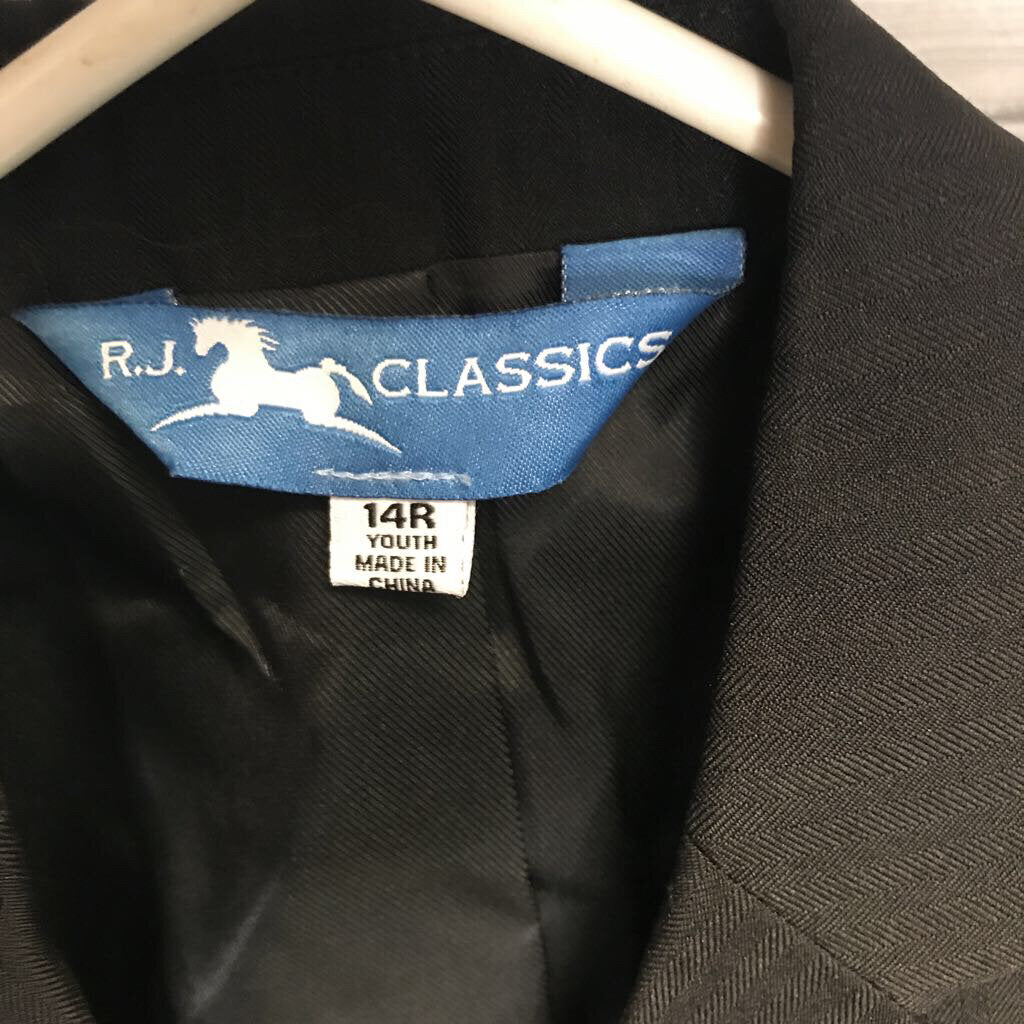 R.J. CLASSICS
14R
YOUTH
MADE IN
CHINA